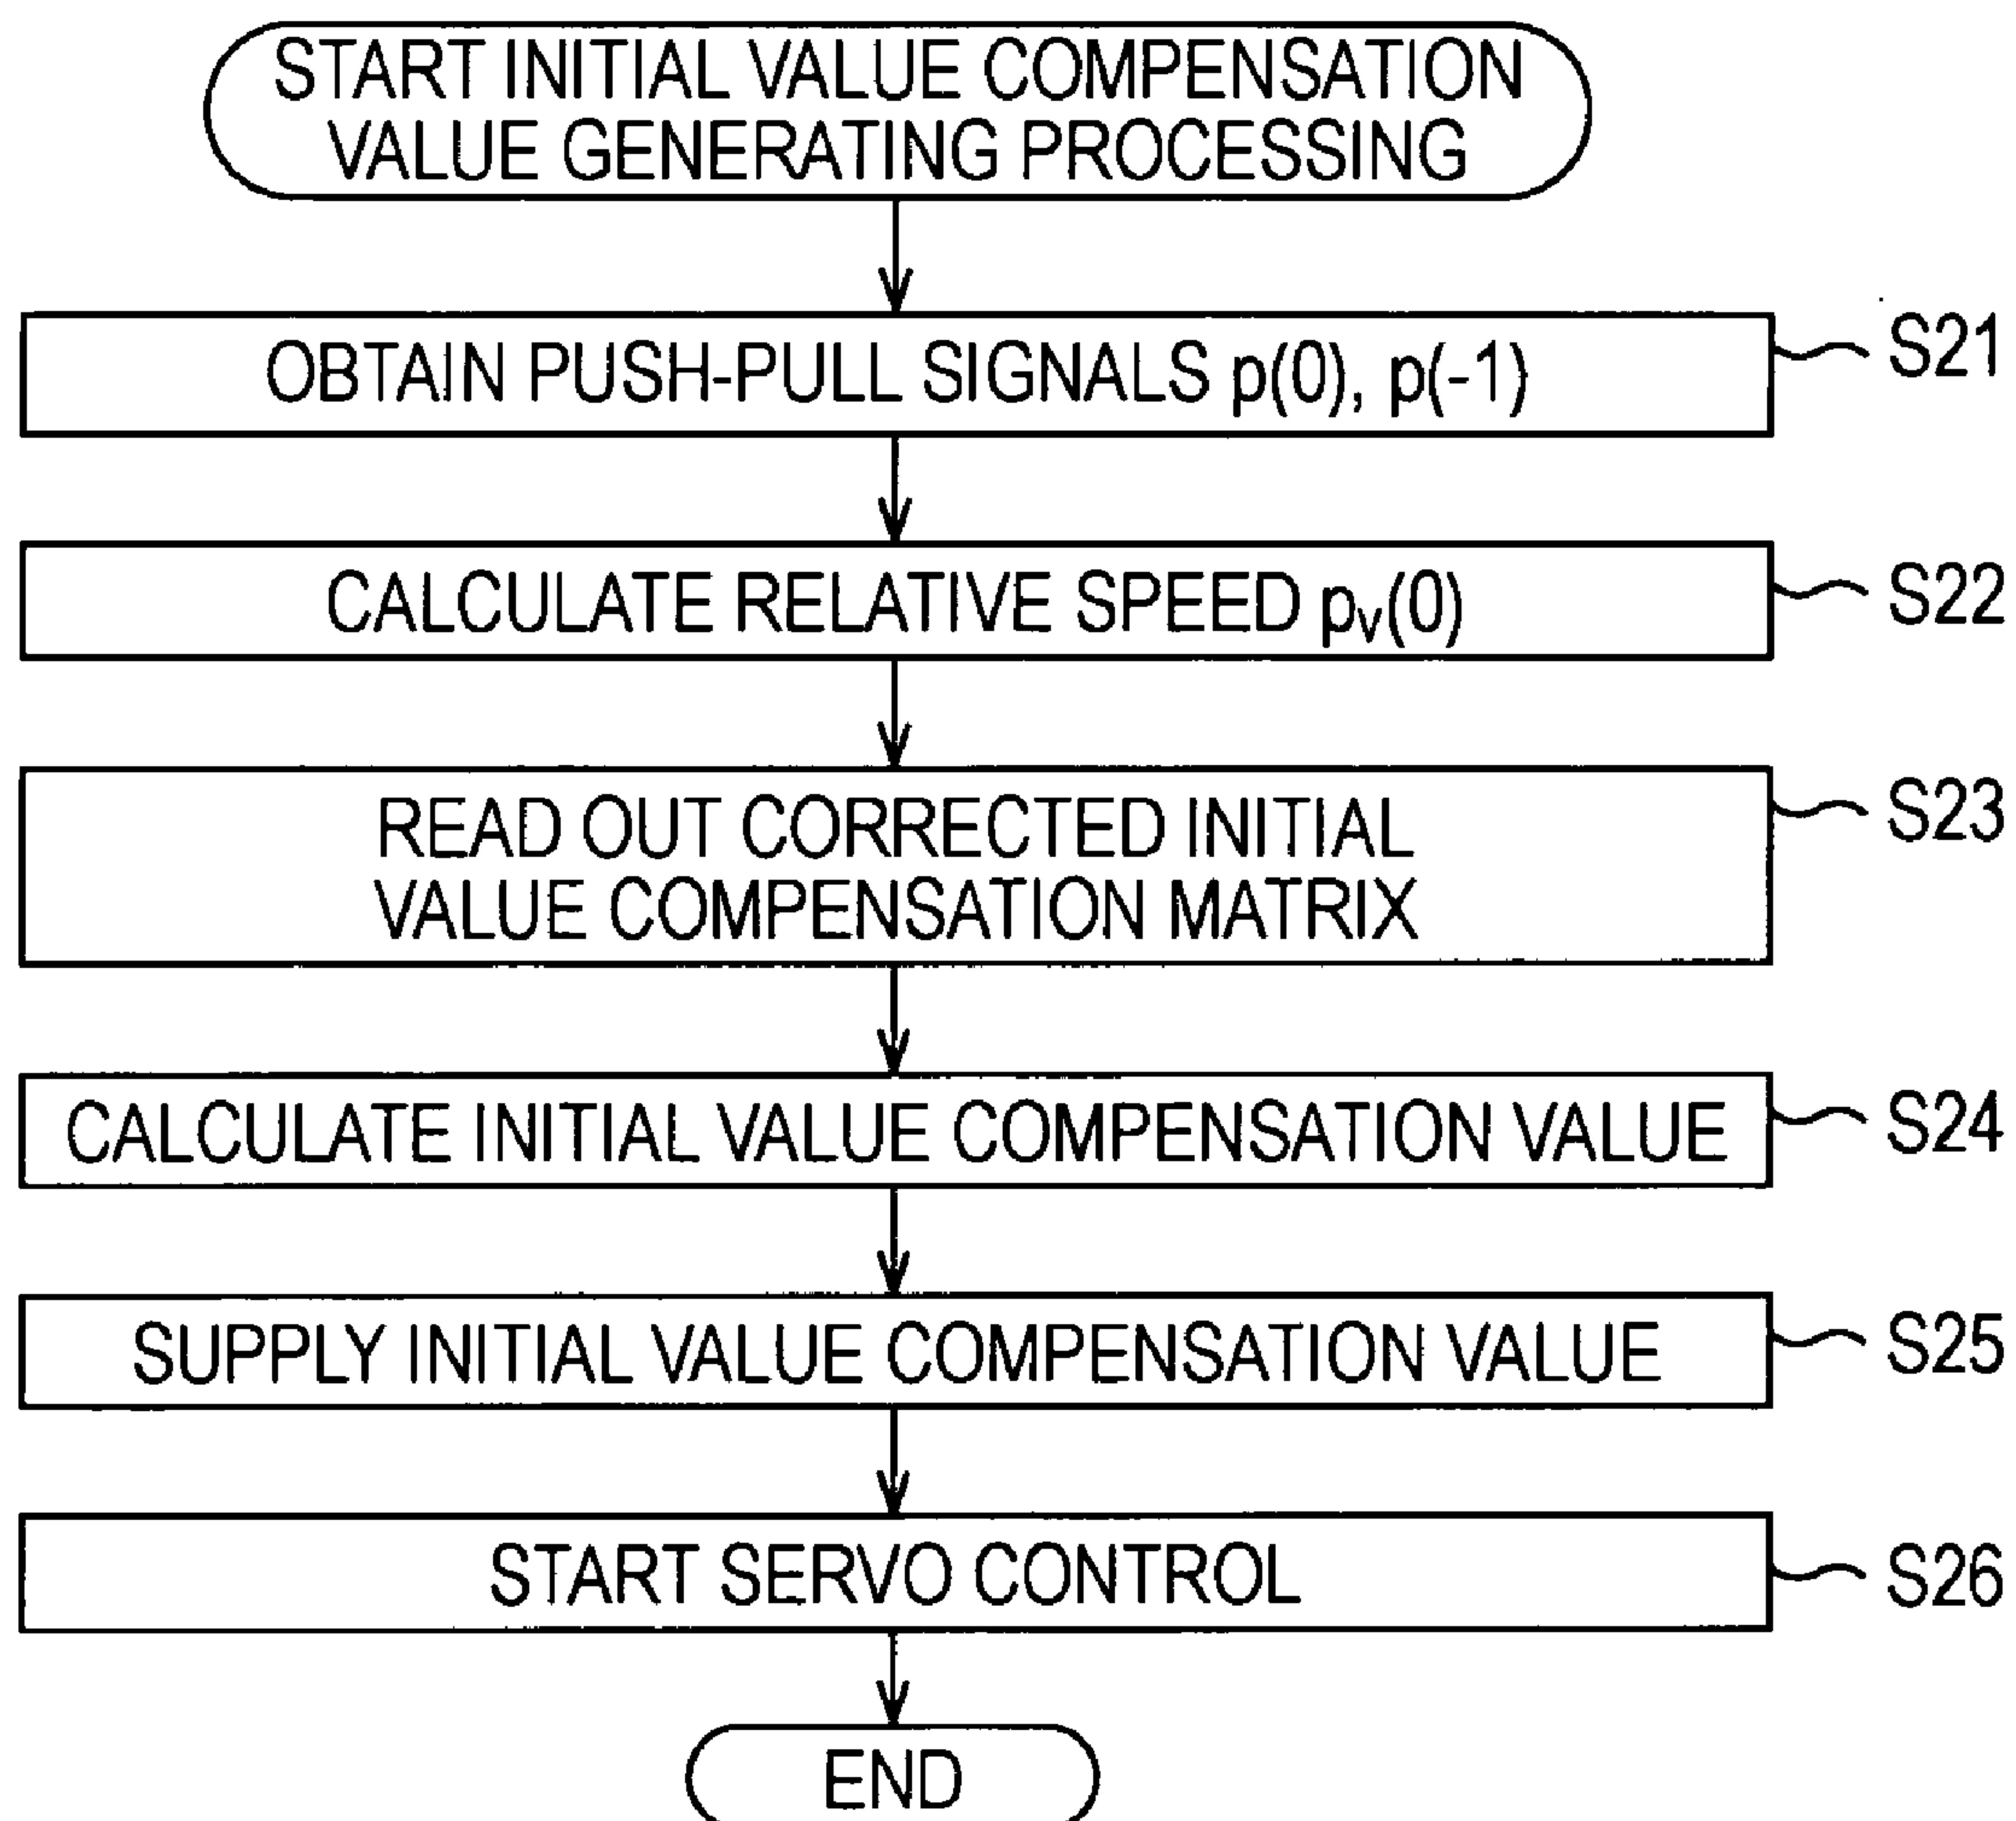 START INITIAL VALUE COMPENSATION
VALUE GENERATING PROCESSING
OBTAIN PUSH-PULL SIGNALS p(0), p(-1)
S21
CALCULATE RELATIVE SPEED pv(0)
S22
READ OUT CORRECTED INITIAL
VALUE COMPENSATION MATRIX
S23
CALCULATE INITIAL VALUE COMPENSATION VALUE
S24
SUPPLY INITIAL VALUE COMPENSATION VALUE
S25
START SERVO CONTROL
S26
END